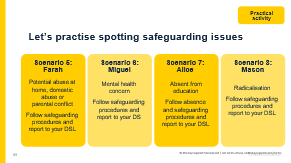 Practical
activity
Let's practise spotting safeguarding issues
Scenario 5:
Farah
Potential abuse at
home, domestic
abuse or
parental conflict
Follow safeguarding
procedures and
report to your DSL
Scenario 6:
Miguel
Mental health
concern
Follow safeguarding
procedures and
report to your DS
Scenario 7:
Alice
Absent from
education
Follow absence
and safeguarding
procedures and
report to your DSL
Scenario 8:
Mason
Radicalisation
Follow safeguarding
procedures and
report to your DSL